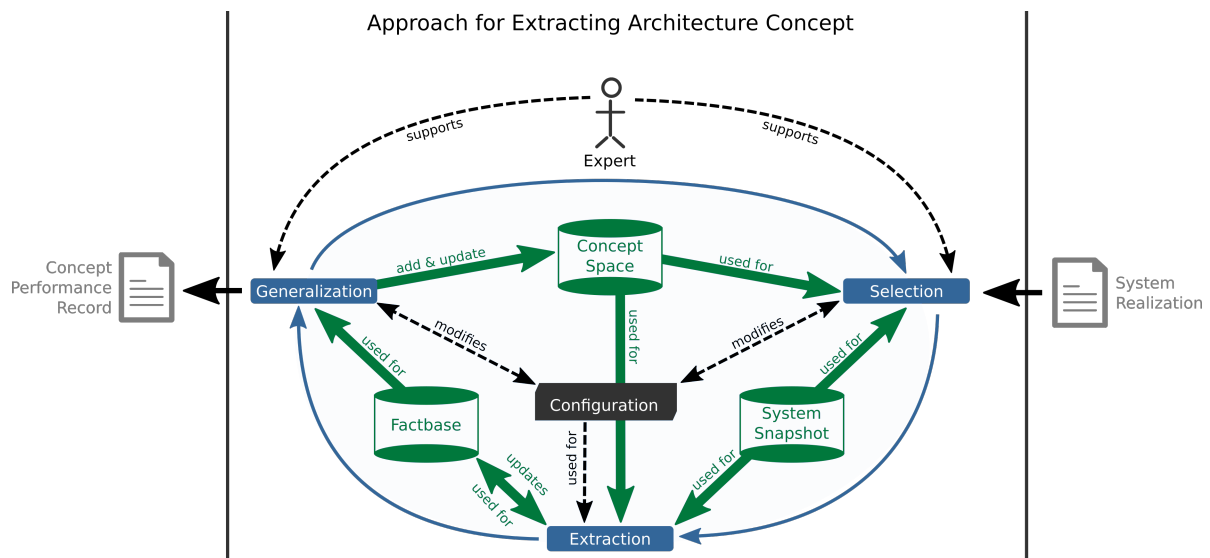 Approach for Extracting Architecture Concept
supports
supports
Expert
Concept
Space
add & update
used for
Concept
Performance
Record
Generalization
Selection
System
Realization
modifies
used for
modifies
used for
used for
Configuration
Factbase
System
Snapshot
used for
updates
used for
used for
Extraction